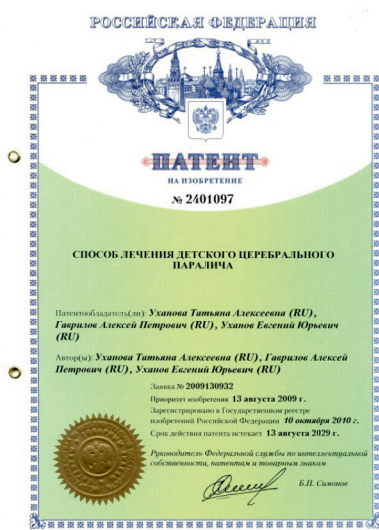 РОССИЙСКАЯ ФЕДЕРАЦИЯ
ПАТЕНТ
НА ИЗОБРЕТЕНИЕ
№ 2401097
СПОСОБ ЛЕЧЕНИЯ ДЕТСКОГО ЦЕРЕБРАЛЬНОГО
ПАРАЛИЧА
Патентообладатель(ли): Уханова Татьяна Алексеевна (RU),
Гаврилов Алексей Петрович (RU), Уханов Евгений Юрьевич
(RU)
Автор(ы): Уханова Татьяна Алексеевна (RU), Гаврилов Алексей
Петрович (RU), Уханов Евгений Юрьевич (RU)
Заявка № 2009130932
Приоритет изобретения 13 августа 2009 г.
Зарегистрировано в Государственном реестре
изобретений Российской Федерации 10 октября 2010 г.
Срок действия патента истекает 13 августа 2029 г.
Руководитель Федеральной службы по интеллектуальной
собственности, патентам и товарным знакам
Б.П. Симонов